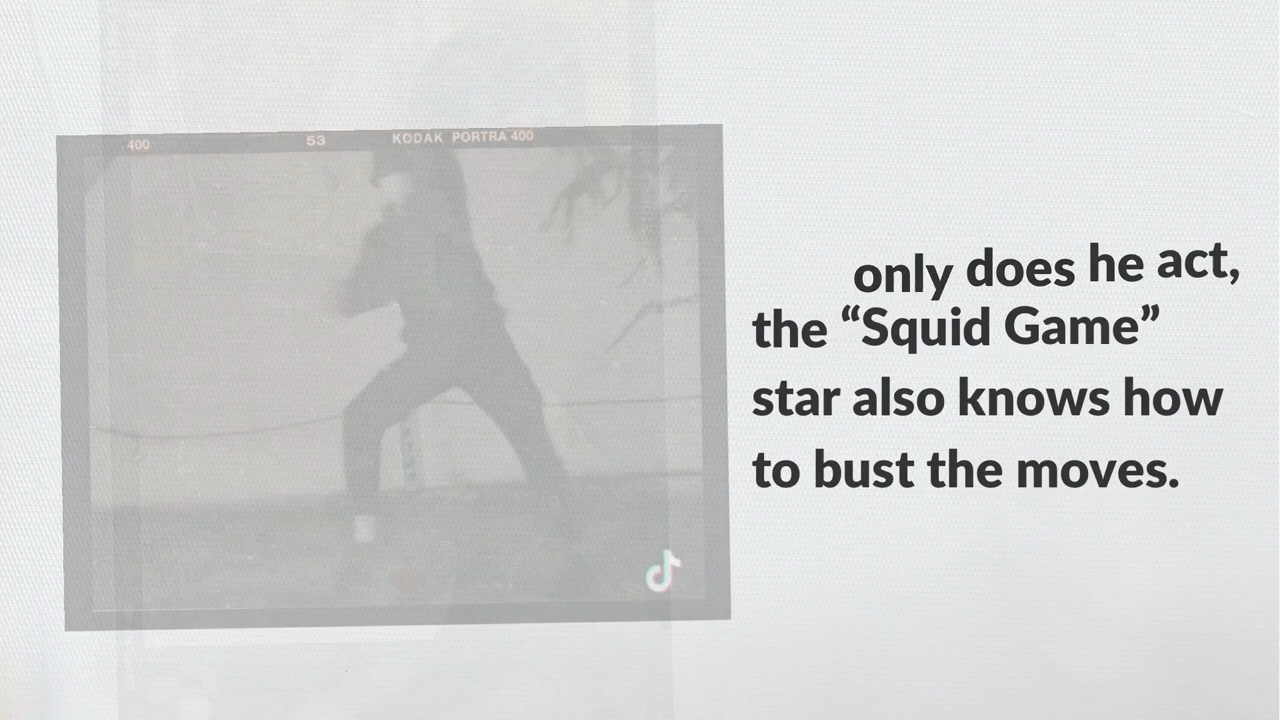 400 53 KODAK PORTRA 400
only does he act,
the “Squid Game”
star also knows how
to bust the moves.